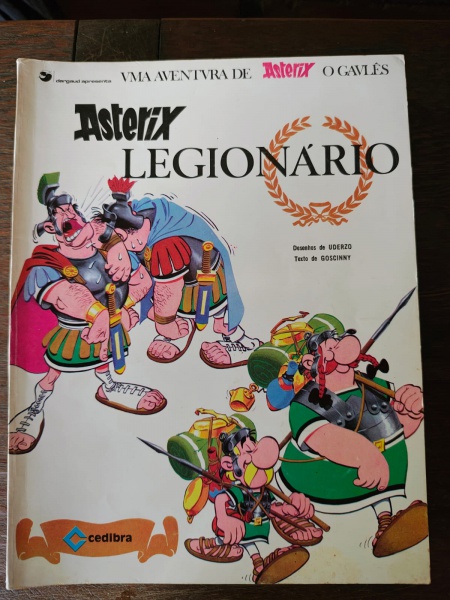 dargaud apresenta
VMA AVENTVRA DE Asterix O GAVLÊS
Asterix
LEGIONÁRIO
Desenhos de UDERZO
Texto de GOSCINNY
cedibra